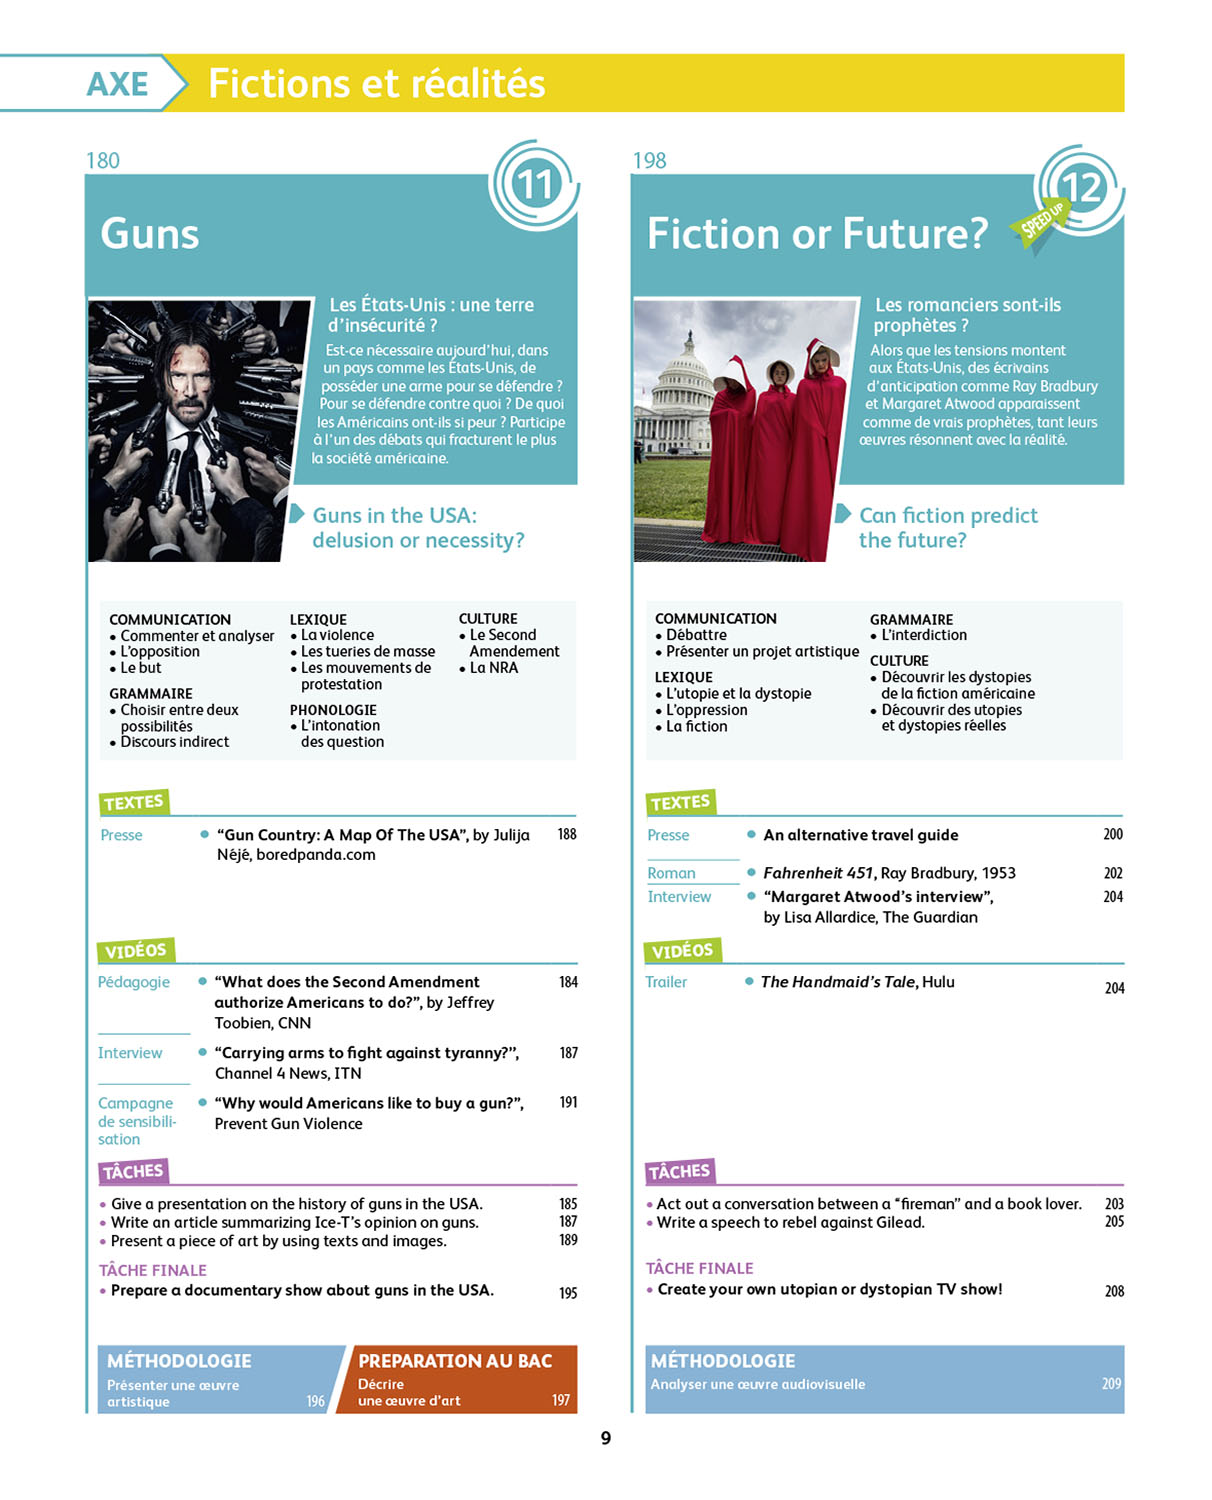 AXE
Fictions et réalités
180
11
Guns
Les États-Unis : une terre
d'insécurité ?
Est-ce nécessaire aujourd'hui, dans
un pays comme les États-Unis, de
posséder une arme pour se défendre ?
Pour se défendre contre quoi ? De quoi
les Américains ont-ils si peur ? Participe
à l'un des débats qui fracturent le plus
la société américaine.
Guns in the USA:
delusion or necessity?
COMMUNICATION
• Commenter et analyser
• L'opposition
• Le but
GRAMMAIRE
• Choisir entre deux
possibilités
• Discours indirect
LEXIQUE
• La violence
• Les tueries de masse
• Les mouvements de
protestation
PHONOLOGIE
• L'intonation
des question
CULTURE
• Le Second
Amendement
• La NRA
TEXTES
Presse • “Gun Country: A Map Of The USA”, by Julija 188
Néjé, boredpanda.com
VIDÉOS
Pédagogie • “What does the Second Amendment 184
authorize Americans to do?”, by Jeffrey
Toobien, CNN
Interview • “Carrying arms to fight against tyranny?”, 187
Channel 4 News, ITN
Campagne • “Why would Americans like to buy a gun?”, 191
de sensibili- Prevent Gun Violence
sation
TÂCHES
• Give a presentation on the history of guns in the USA. 185
• Write an article summarizing Ice-T's opinion on guns. 187
• Present a piece of art by using texts and images. 189
TÂCHE FINALE
• Prepare a documentary show about guns in the USA. 195
MÉTHODOLOGIE
Présenter une œuvre
artistique 196
PREPARATION AU BAC
Décrire
une œuvre d'art 197
198
12
SPEED UP
Fiction or Future?
Les romanciers sont-ils
prophètes ?
Alors que les tensions montent
aux États-Unis, des écrivains
d'anticipation comme Ray Bradbury
et Margaret Atwood apparaissent
comme de vrais prophètes, tant leurs
œuvres résonnent avec la réalité.
Can fiction predict
the future?
COMMUNICATION
• Débattre
• Présenter un projet artistique
LEXIQUE
• L'utopie et la dystopie
• L'oppression
• La fiction
GRAMMAIRE
• L'interdiction
CULTURE
• Découvrir les dystopies
de la fiction américaine
• Découvrir des utopies
et dystopies réelles
TEXTES
Presse • An alternative travel guide 200
Roman • Fahrenheit 451, Ray Bradbury, 1953 202
Interview • “Margaret Atwood's interview”, 204
by Lisa Allardice, The Guardian
VIDÉOS
Trailer • The Handmaid's Tale, Hulu 204
TÂCHES
• Act out a conversation between a “fireman” and a book lover. 203
• Write a speech to rebel against Gilead. 205
TÂCHE FINALE
• Create your own utopian or dystopian TV show! 208
MÉTHODOLOGIE
Analyser une œuvre audiovisuelle 209
9